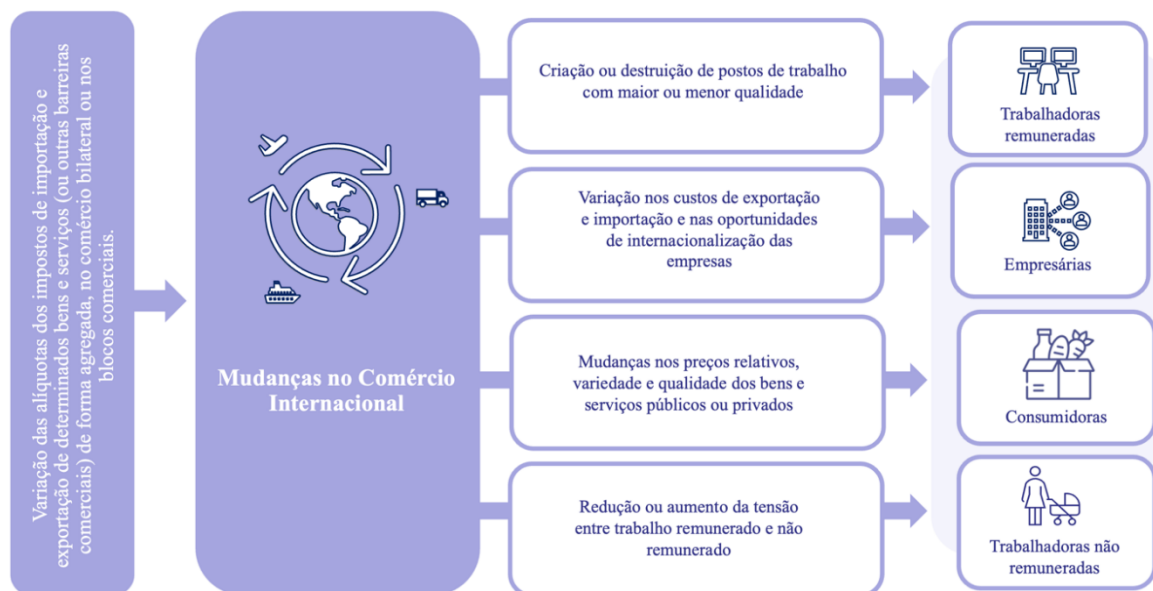 Variação das alíquotas dos impostos de importação e
exportação de determinados bens e serviços (ou outras barreiras
comerciais) de forma agregada, no comércio bilateral ou nos
blocos comerciais.
Mudanças no Comércio
Internacional
Criação ou destruição de postos de trabalho
com maior ou menor qualidade
Trabalhadoras
remuneradas
Variação nos custos de exportação
e importação e nas oportunidades
de internacionalização das
empresas
Empresárias
Mudanças nos preços relativos,
variedade e qualidade dos bens e
serviços públicos ou privados
Consumidoras
Redução ou aumento da tensão
entre trabalho remunerado e não
remunerado
Trabalhadoras não
remuneradas